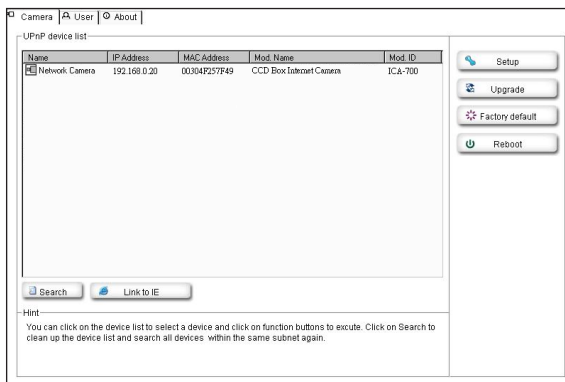 Camera User About
UPnP device list
Name IP Address MAC Address Mod. Name Mod. ID
Network Camera 192.168.0.20 00304F257F49 CCD Box Internet Camera ICA-700
Setup
Upgrade
Factory default
Reboot
Search Link to IE
Hint
You can click on the device list to select a device and click on function buttons to excute. Click on Search to
clean up the device list and search all devices within the same subnet again.